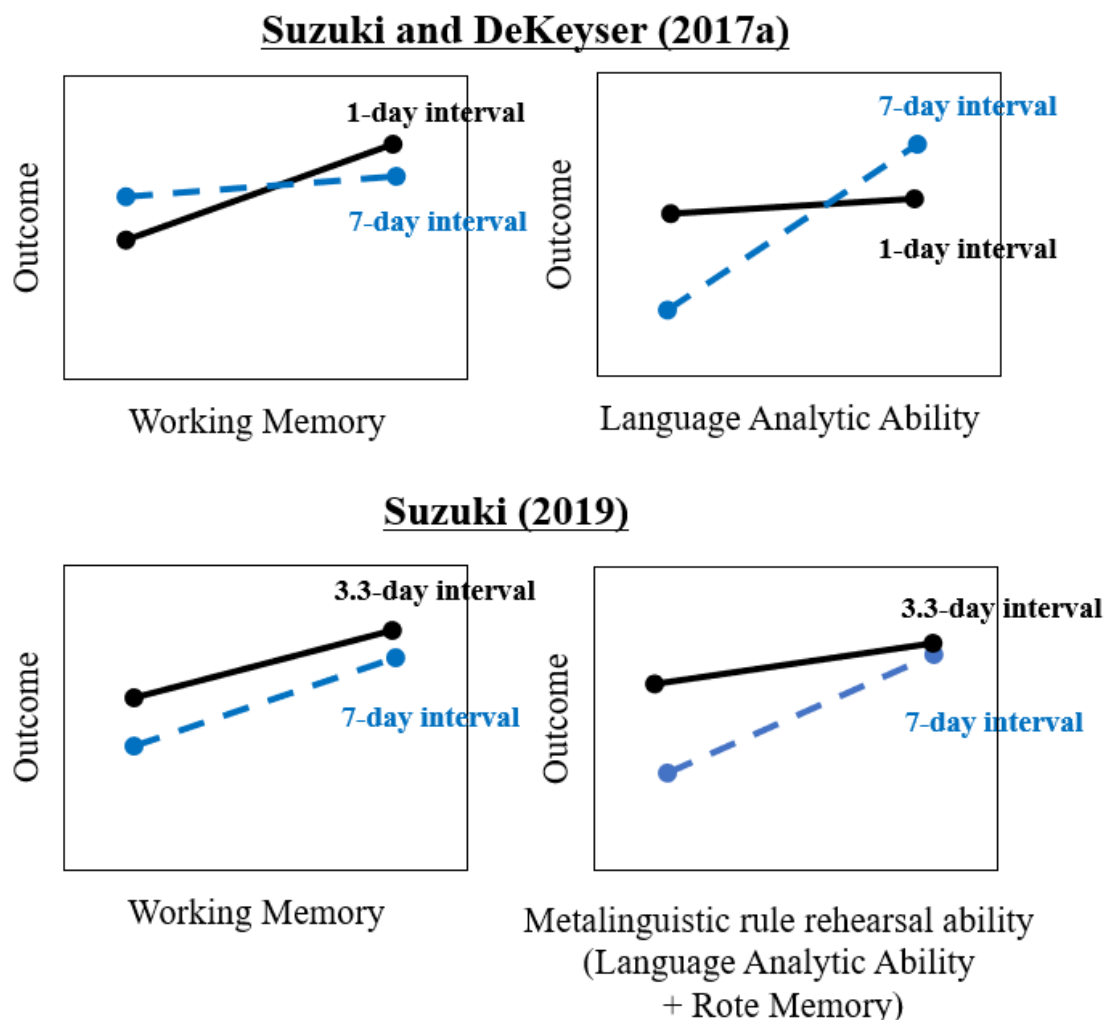 Suzuki and DeKeyser (2017a)
Outcome
1-day interval
7-day interval
Working Memory
Outcome
7-day interval
1-day interval
Language Analytic Ability
Suzuki (2019)
Outcome
3.3-day interval
7-day interval
Working Memory
Outcome
3.3-day interval
7-day interval
Metalinguistic rule rehearsal ability
(Language Analytic Ability
+ Rote Memory)